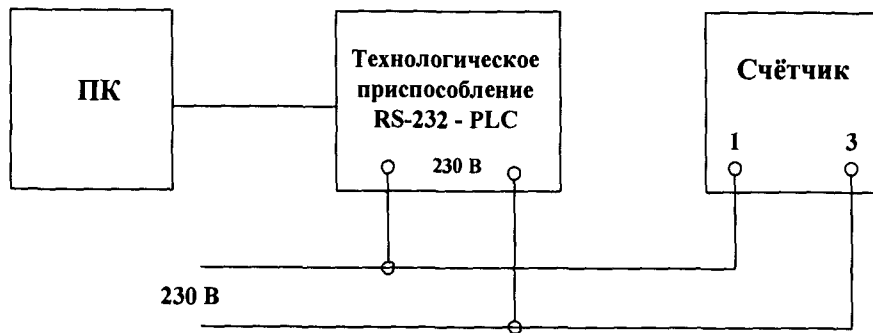 ПК
Технологическое
приспособление
RS-232 - PLC
230 В
Счётчик
1 3
230 В